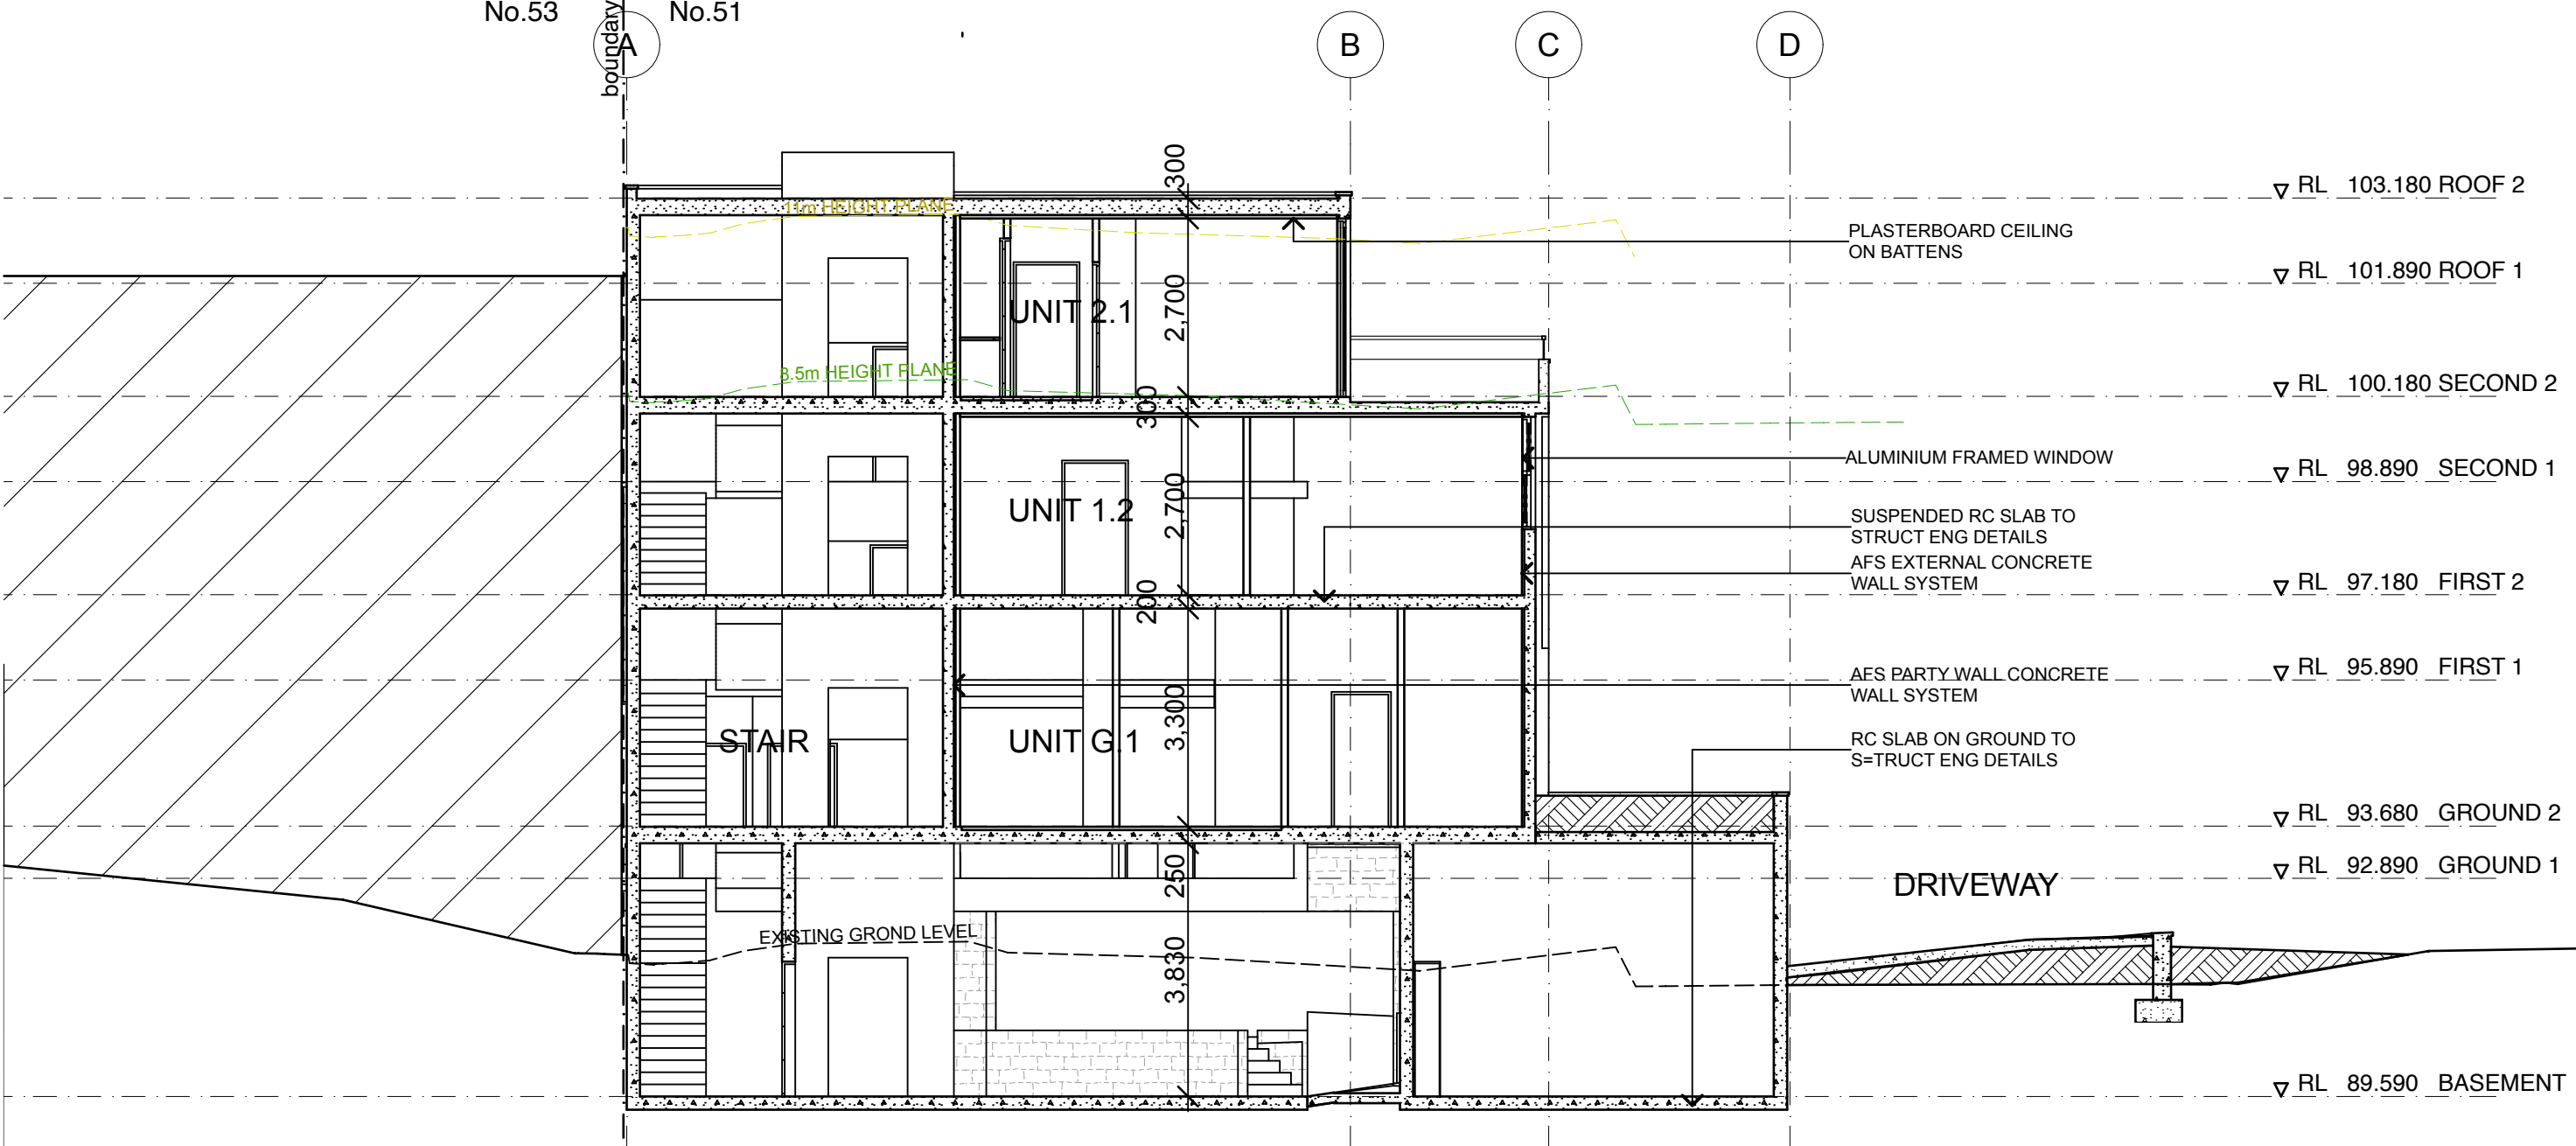 No.53
boundary
No.51
A
B
C
D
300
RL 103.180 ROOF 2
11m HEIGHT PLANE
PLASTERBOARD CEILING
ON BATTENS
RL 101.890 ROOF 1
UNIT 2.1
2,700
8.5m HEIGHT PLANE
RL 100.180 SECOND 2
300
ALUMINIUM FRAMED WINDOW
RL 98.890 SECOND 1
UNIT 1.2
2,700
SUSPENDED RC SLAB TO
STRUCT ENG DETAILS
AFS EXTERNAL CONCRETE
WALL SYSTEM
RL 97.180 FIRST 2
200
AFS PARTY WALL CONCRETE
WALL SYSTEM
RL 95.890 FIRST 1
STAIR
UNIT G.1
3,300
RC SLAB ON GROUND TO
S=TRUCT ENG DETAILS
RL 93.680 GROUND 2
250
RL 92.890 GROUND 1
DRIVEWAY
EXISTING GROND LEVEL
3,830
RL 89.590 BASEMENT